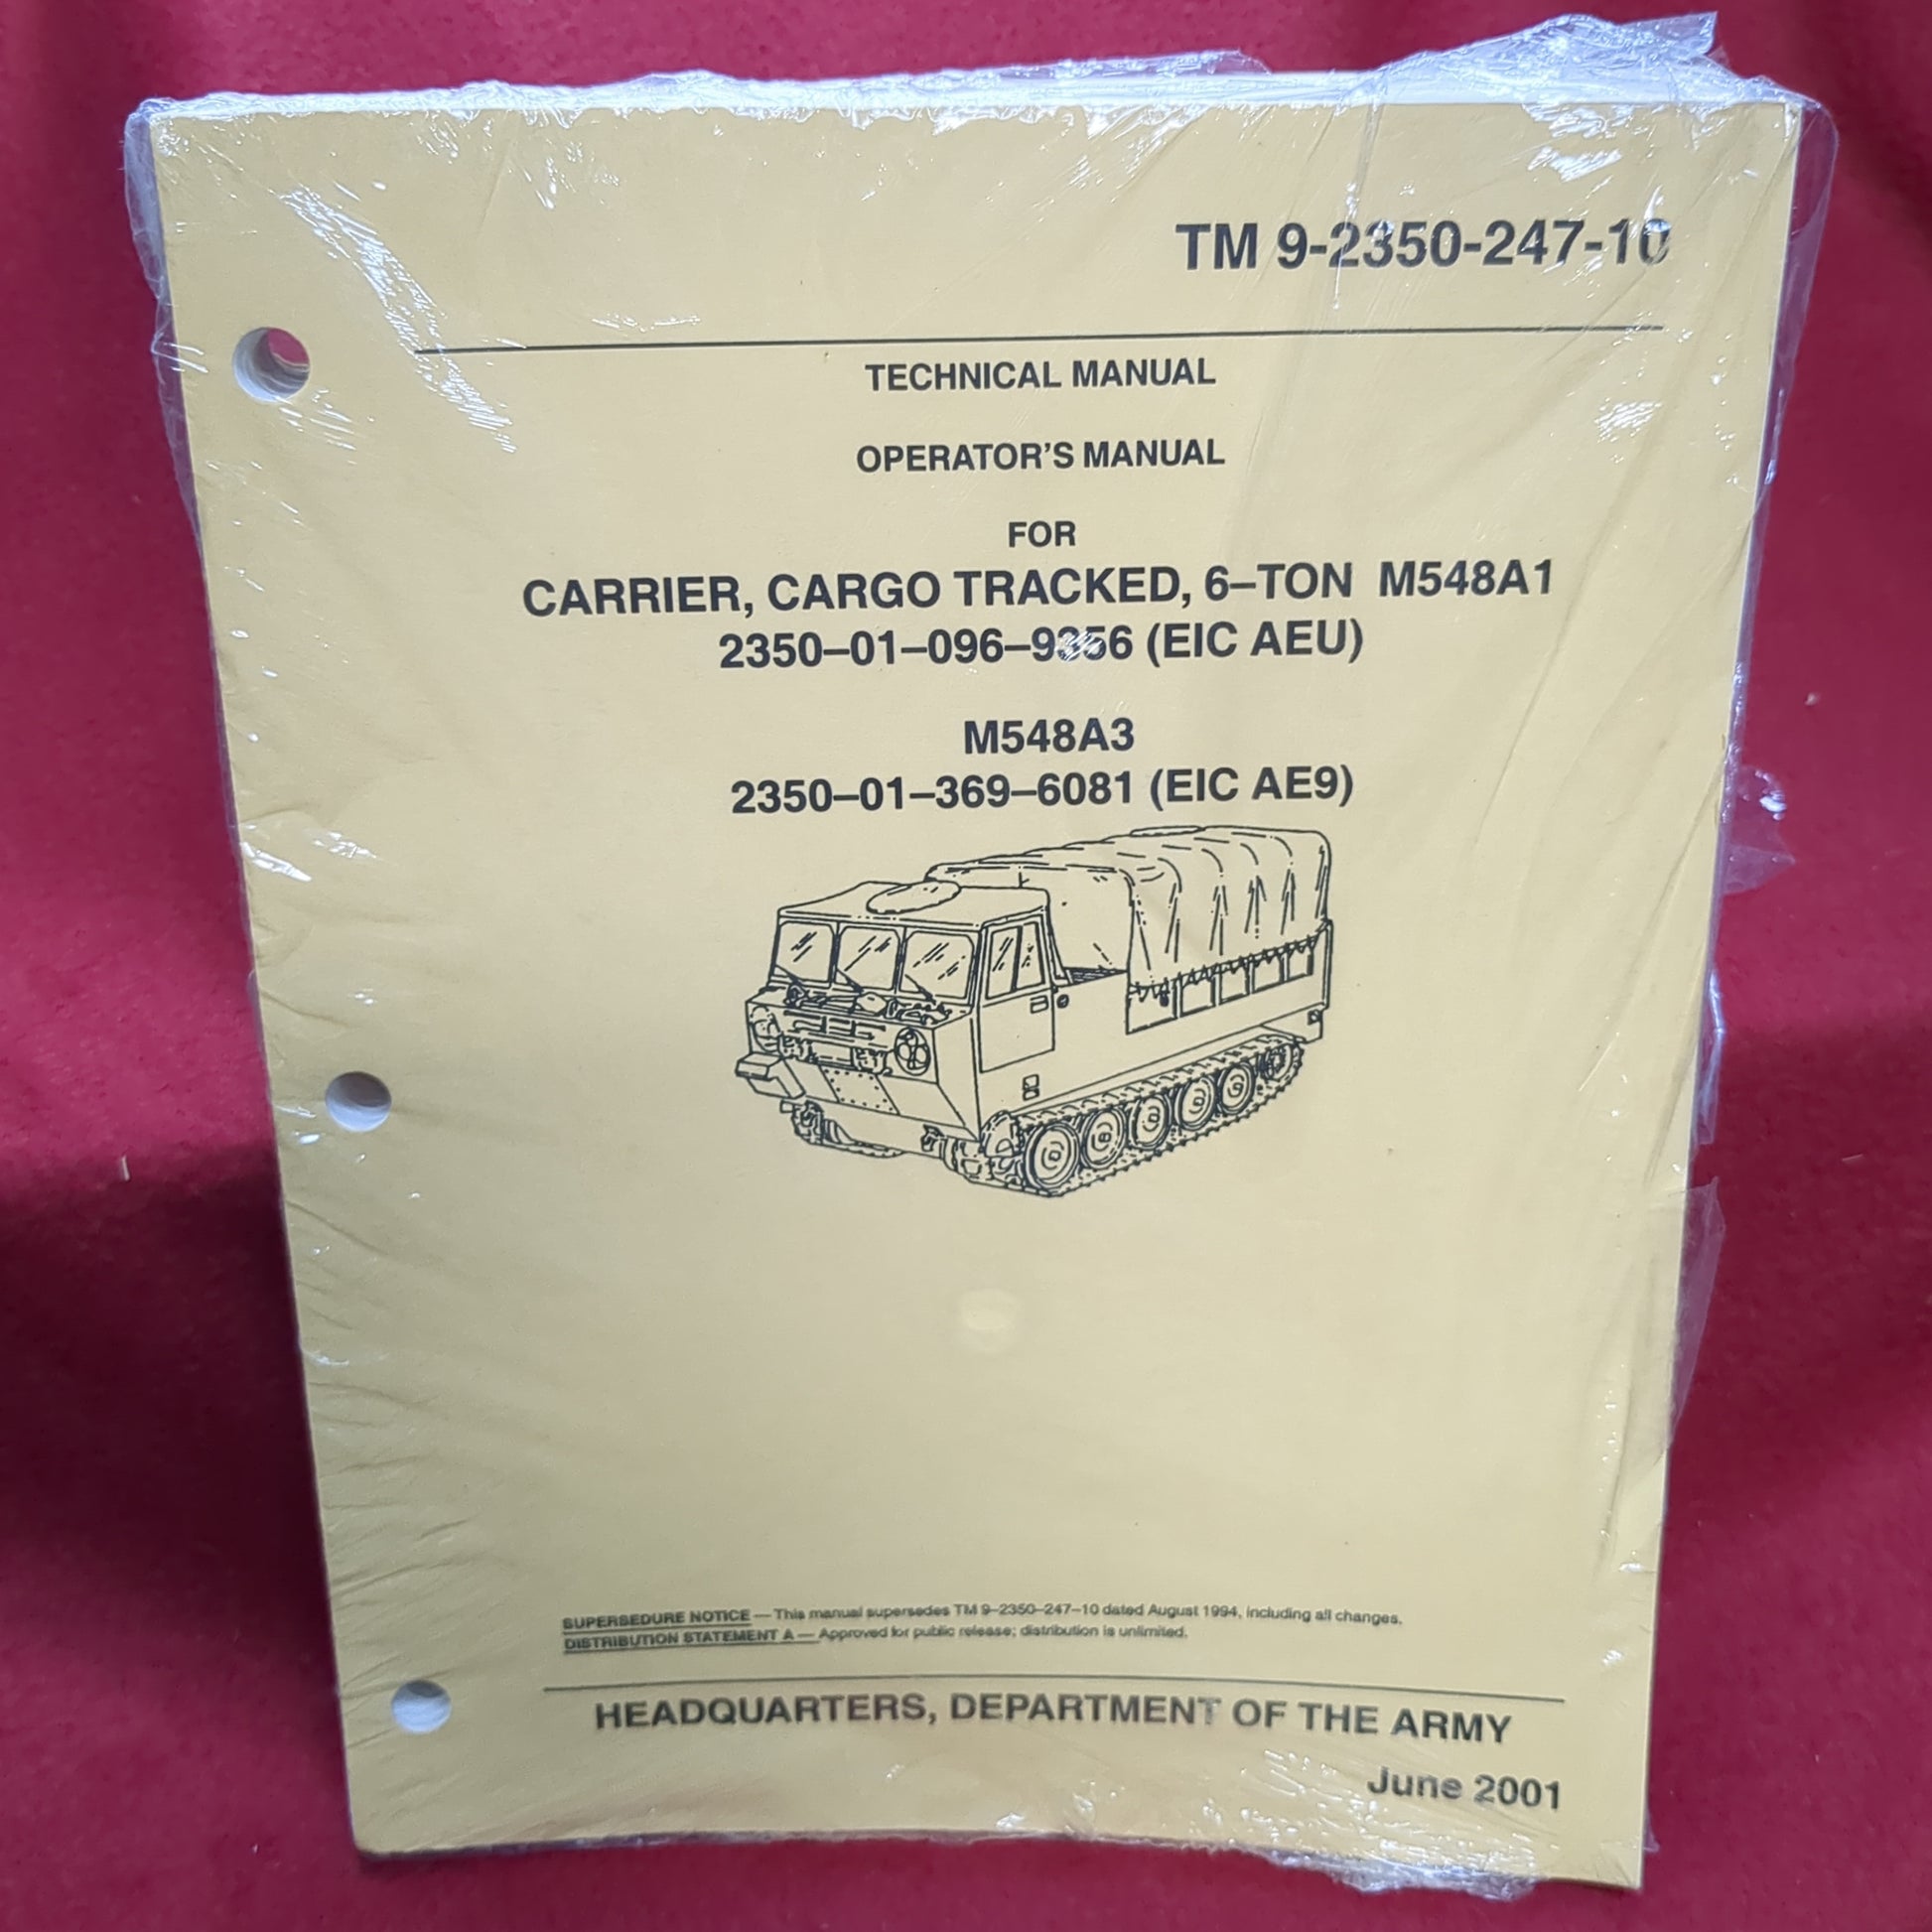 TM 9-2350-247-10
TECHNICAL MANUAL
OPERATOR'S MANUAL
FOR
CARRIER, CARGO TRACKED, 6–TON M548A1
2350–01–096–9356 (EIC AEU)
M548A3
2350–01–369–6081 (EIC AE9)
SUPERSEDURE NOTICE — This manual supersedes TM 9–2350–247–10 dated August 1994, including all changes.
DISTRIBUTION STATEMENT A — Approved for public release; distribution is unlimited.
HEADQUARTERS, DEPARTMENT OF THE ARMY
June 2001